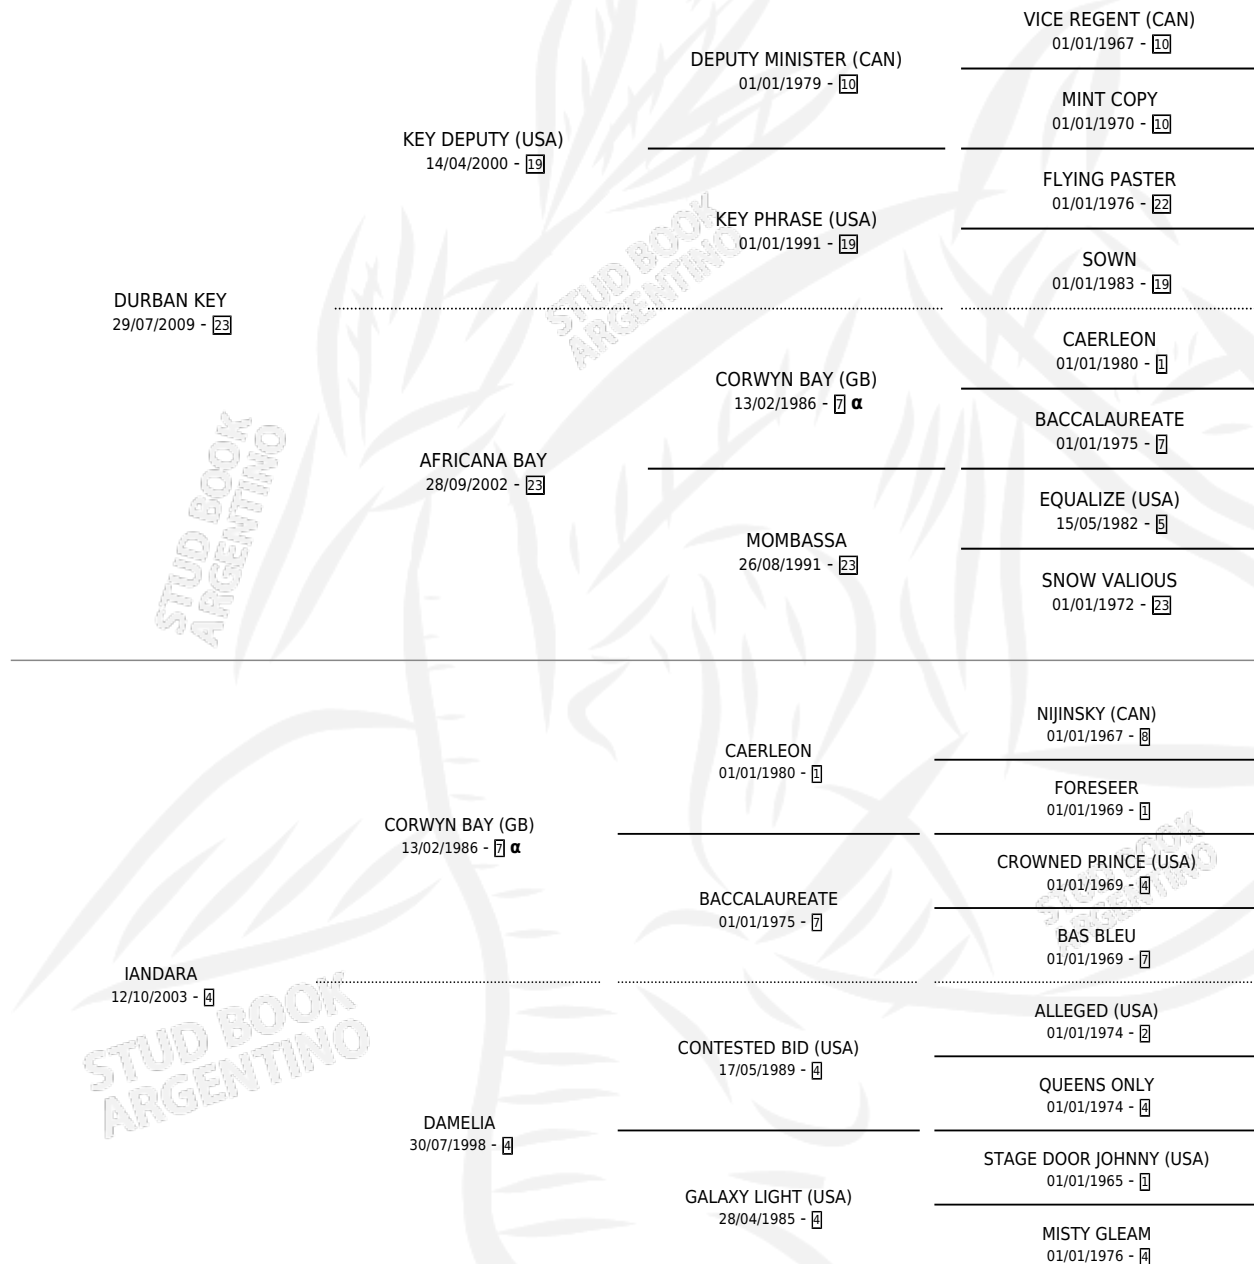 VICE REGENT (CAN)
01/01/1967 - 10
DEPUTY MINISTER (CAN)
01/01/1979 - 10
MINT COPY
01/01/1970 - 10
KEY DEPUTY (USA)
14/04/2000 - 19
FLYING PASTER
01/01/1976 - 22
KEY PHRASE (USA)
01/01/1991 - 19
SOWN
01/01/1983 - 19
DURBAN KEY
29/07/2009 - 23
CAERLEON
01/01/1980 - 1
CORWYN BAY (GB)
13/02/1986 - 7 α
BACCALAUREATE
01/01/1975 - 7
AFRICANA BAY
28/09/2002 - 23
EQUALIZE (USA)
15/05/1982 - 5
MOMBASSA
26/08/1991 - 23
SNOW VALIOUS
01/01/1972 - 23
NIJINSKY (CAN)
01/01/1967 - 8
CAERLEON
01/01/1980 - 1
FORESEER
01/01/1969 - 1
CORWYN BAY (GB)
13/02/1986 - 7 α
CROWNED PRINCE (USA)
01/01/1969 - 4
BACCALAUREATE
01/01/1975 - 7
BAS BLEU
01/01/1969 - 7
IANDARA
12/10/2003 - 4
ALLEGED (USA)
01/01/1974 - 2
CONTESTED BID (USA)
17/05/1989 - 4
QUEENS ONLY
01/01/1974 - 4
DAMELIA
30/07/1998 - 4
STAGE DOOR JOHNNY (USA)
01/01/1965 - 1
GALAXY LIGHT (USA)
28/04/1985 - 4
MISTY GLEAM
01/01/1976 - 4
STUD BOOK
ARGENTINO
STUD BOOK
ARGENTINO
STUD BOOK
ARGENTINO
STUD BOOK
ARGENTINO